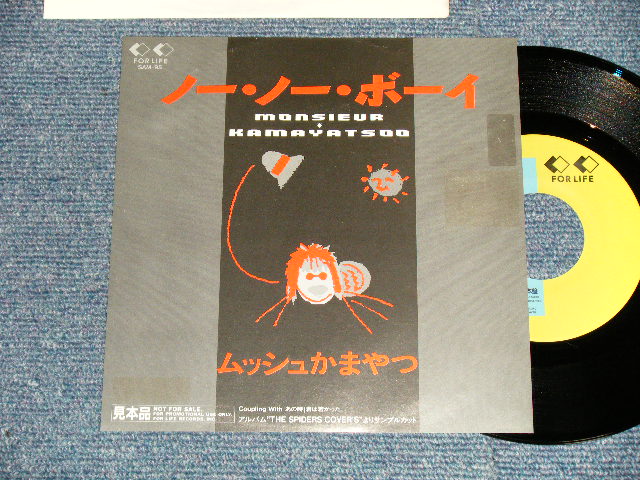 FOR LIFE
SAM-95
ノー・ノー・ボーイ
MONSIEUR
KAMAYATSOO
FOR LIFE
ムッシュかまやつ
見本品
NOT FOR SALE.
FOR PROMOTIONAL USE ONLY.
FOR LIFE RECORDS, INC.
Coupling With あの時君は若かった
アルバム"THE SPIDERS COVER'S"よりサンプルカット